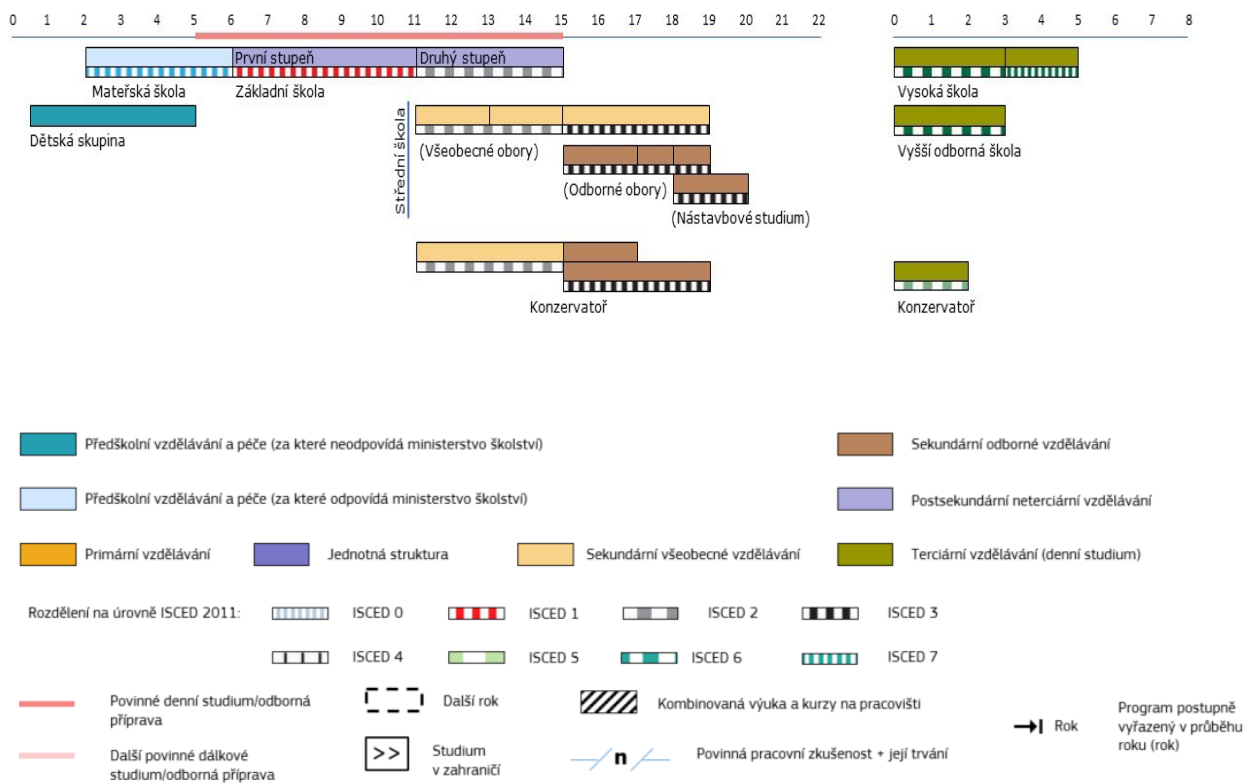 0 1 2 3 4 5 6 7 8 9 10 11 12 13 14 15 16 17 18 19 20 21 22
0 1 2 3 4 5 6 7 8
První stupeň
Druhý stupeň
Mateřská škola
Základní škola
Vysoká škola
Dětská skupina
Střední škola
(Všeobecné obory)
Vyšší odborná škola
(Odborné obory)
(Nástavbové studium)
Konzervatoř
Konzervatoř
Předškolní vzdělávání a péče (za které neodpovídá ministerstvo školství)
Sekundární odborné vzdělávání
Předškolní vzdělávání a péče (za které odpovídá ministerstvo školství)
Postsekundární neterciární vzdělávání
Primární vzdělávání
Jednotná struktura
Sekundární všeobecné vzdělávání
Terciární vzdělávání (denní studium)
Rozdělení na úrovně ISCED 2011:
ISCED 0
ISCED 1
ISCED 2
ISCED 3
ISCED 4
ISCED 5
ISCED 6
ISCED 7
Povinné denní studium/odborná
příprava
Další rok
Kombinovaná výuka a kurzy na pracovišti
Rok
Program postupně
vyřazený v průběhu
roku (rok)
Další povinné dálkové
studium/odborná příprava
>>
Studium
v zahraničí
n
Povinná pracovní zkušenost + její trvání